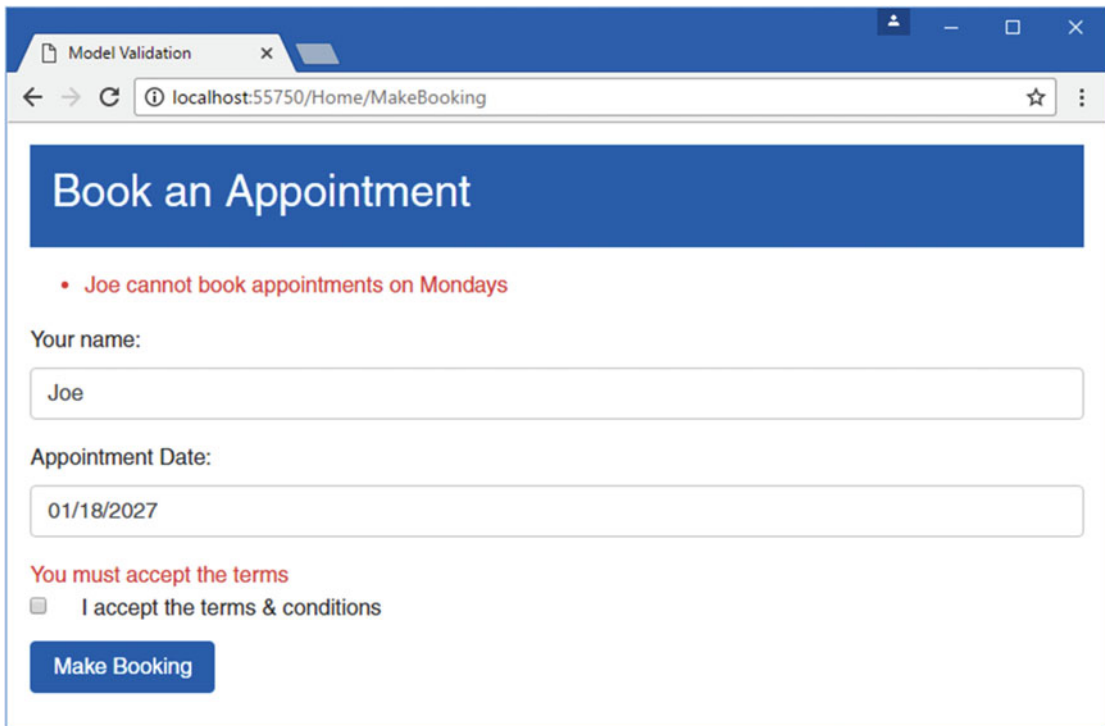 Model Validation
localhost:55750/Home/MakeBooking
Book an Appointment
• Joe cannot book appointments on Mondays
Your name:
Joe
Appointment Date:
01/18/2027
You must accept the terms
I accept the terms & conditions
Make Booking